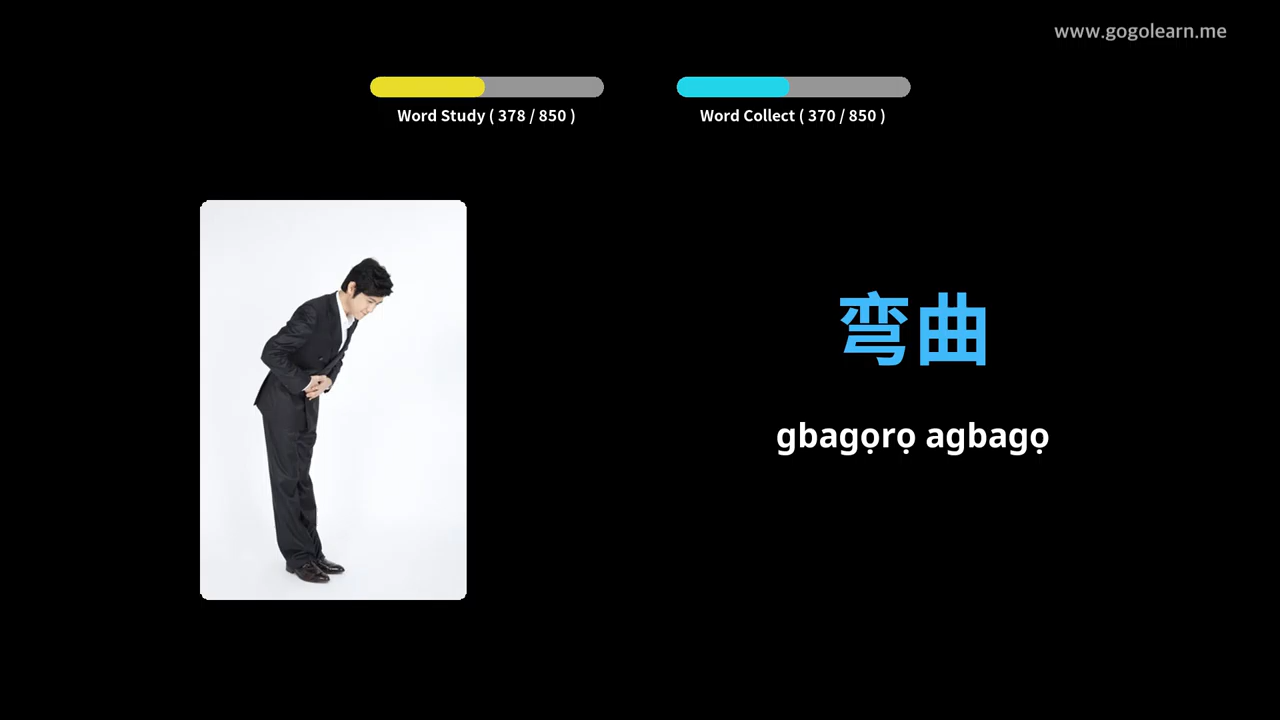 www.gogolearn.me
Word Study ( 378 / 850 )
Word Collect ( 370 / 850 )
弯曲
gbagọrọ agbagọ